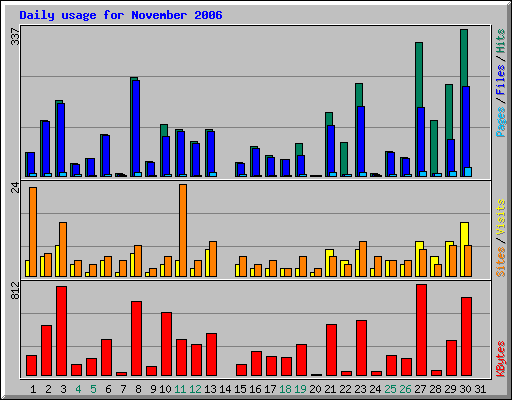 Daily usage for November 2006
337
Pages / Files / Hits
24
Sites / Visits
812
KBytes
1 2 3 4 5 6 7 8 9 10 11 12 13 14 15 16 17 18 19 20 21 22 23 24 25 26 27 28 29 30 31